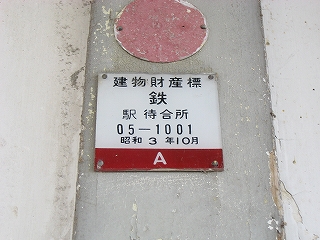 建物財産標
鉄
駅 待合所
05-1001
昭和 3 年10月
A